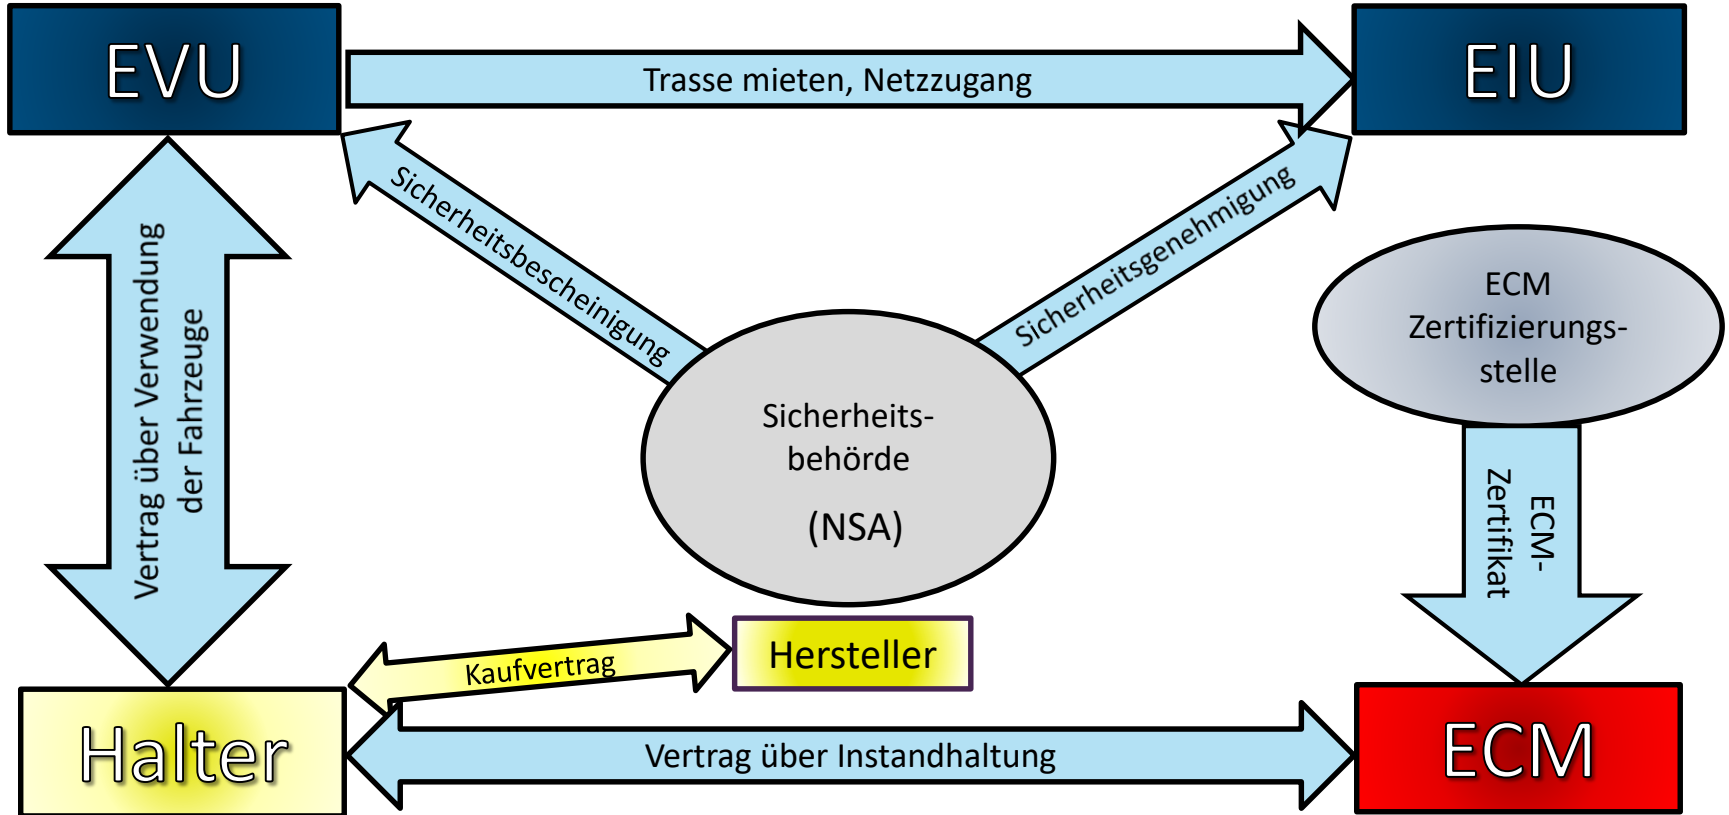 EVU
Trasse mieten, Netzzugang
EIU
Sicherheitsbescheinigung
Sicherheitsgenehmigung
Vertrag über Verwendung
der Fahrzeuge
ECM
Zertifizierungs-
stelle
Sicherheits-
behörde
(NSA)
ECM-
Zertifikat
Kaufvertrag
Hersteller
Halter
Vertrag über Instandhaltung
ECM